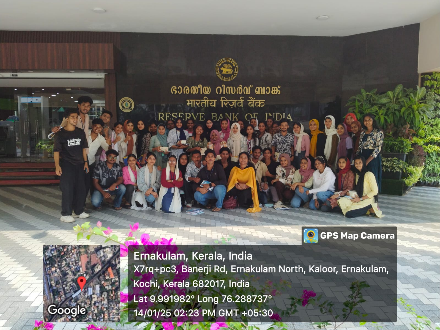 ഭാരതീയ റിസർവ് ബാങ്ക്
भारतीय रिज़र्व बैंक
RESERVE BANK OF INDIA
GPS Map Camera
Ernakulam, Kerala, India
X7rq+pc3, Banerji Rd, Ernakulam North, Kaloor, Ernakulam,
Kochi, Kerala 682017, India
Lat 9.991982° Long 76.288737°
14/01/25 02:23 PM GMT +05:30
Google